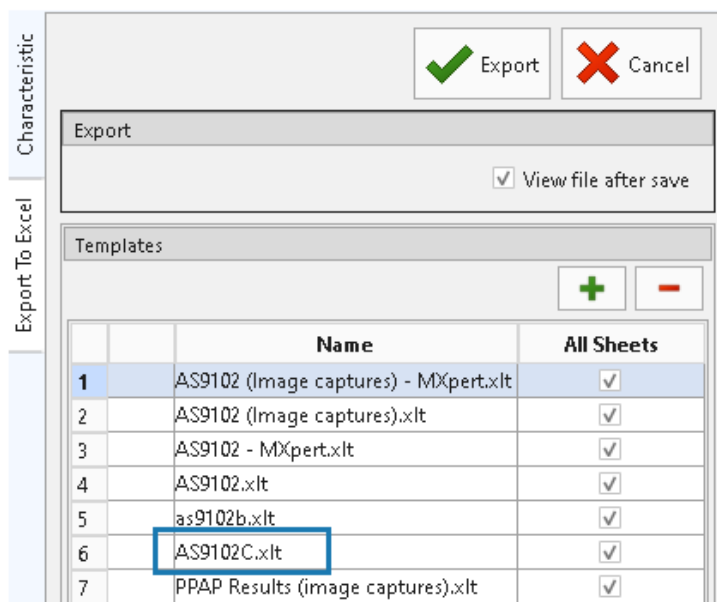 Characteristic
Export To Excel
Export
Cancel
Export
View file after save
Templates
Name
All Sheets
1
AS9102 (Image captures) - MXpert.xlt
2
AS9102 (Image captures).xlt
3
AS9102 - MXpert.xlt
4
AS9102.xlt
5
as9102b.xlt
6
AS9102C.xlt
7
PPAP Results (image captures).xlt